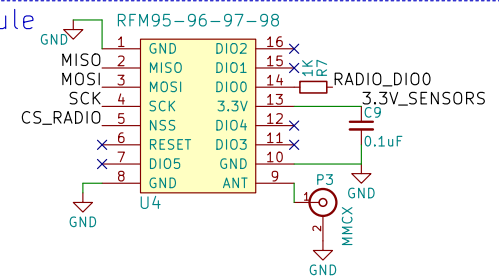 ule
RFM95-96-97-98
GND
1 GND DIO2 16
MISO 2 MISO DIO1 15
MOSI 3 MOSI DIO0 14 1K R7 RADIO_DIO0
SCK 4 SCK 3.3V 13 3.3V_SENSORS
CS_RADIO 5 NSS DIO4 12 C9
6 RESET DIO3 11 0.1uF
7 DIO5 GND 10
8 GND ANT 9
GND
U4
P3
1
2
MMCX
GND
GND